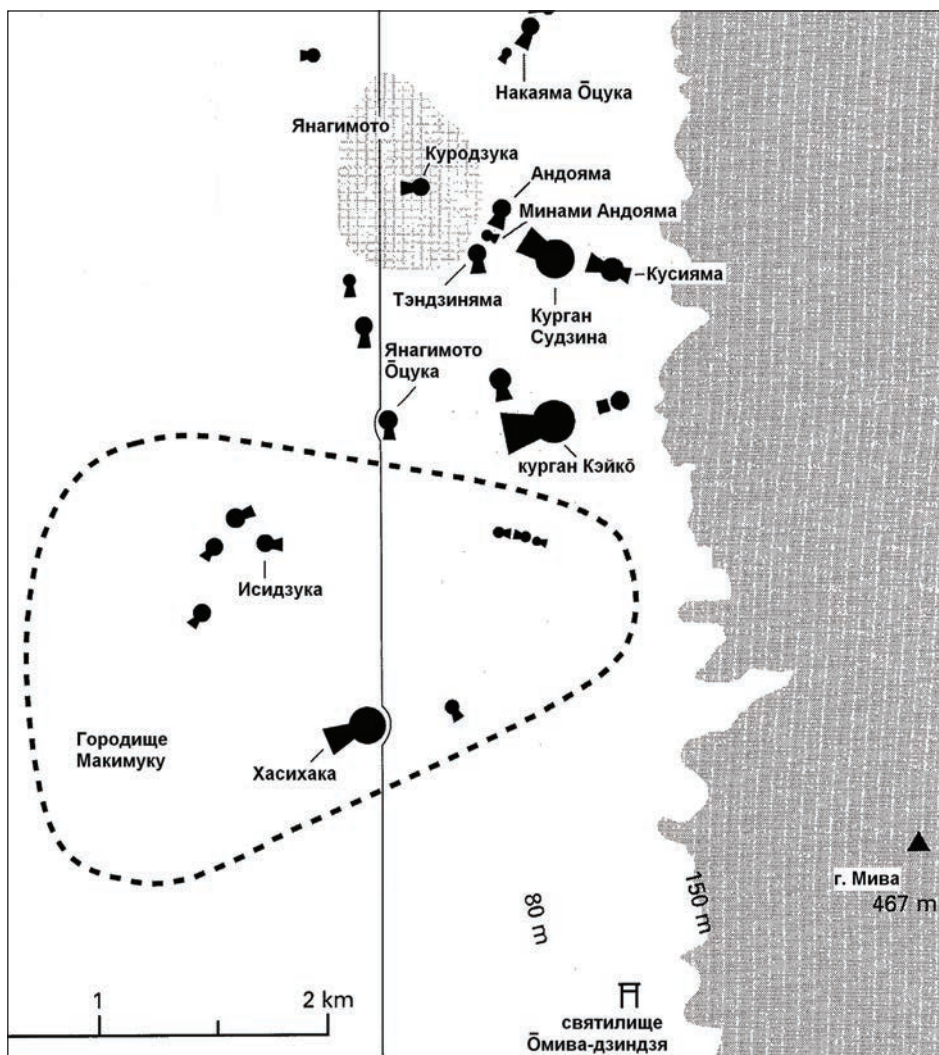 Накаяма Ōцука
Янагимото
Куродзука
Андояма
Минами Андояма
Кусияма
Тэндзиняма
Курган
Судзина
Янагимото
Ōцука
курган Кэйкō
Исидзука
Городище
Макимуку
Хасихака
г. Мива
467 m
150 m
80 m
1
2 km
святилище
Ōмива-дзиндзя